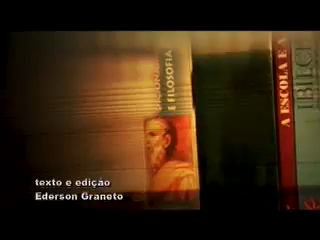 E FILOSOFIA
A ESCOLA E A
texto e edição
Ederson Graneto